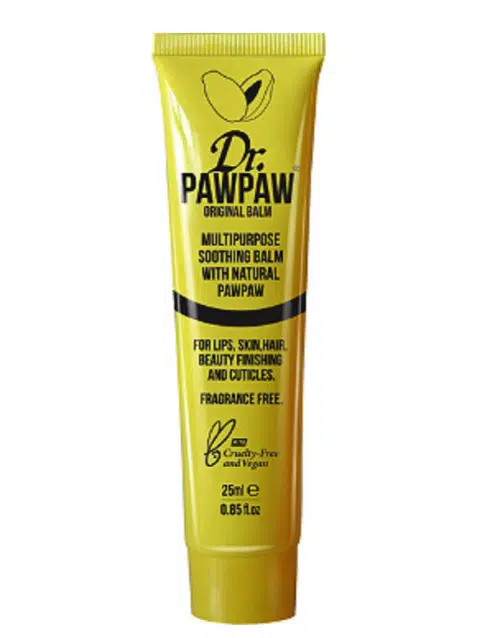 Dr.
PAWPAW
ORIGINAL BALM
MULTIPURPOSE
SOOTHING BALM
WITH NATURAL
PAWPAW
FOR LIPS, SKIN,HAIR,
BEAUTY FINISHING
AND CUTICLES.
FRAGRANCE FREE.
Cruelty-Free
and Vegan
25ml e
0.85 fl.oz